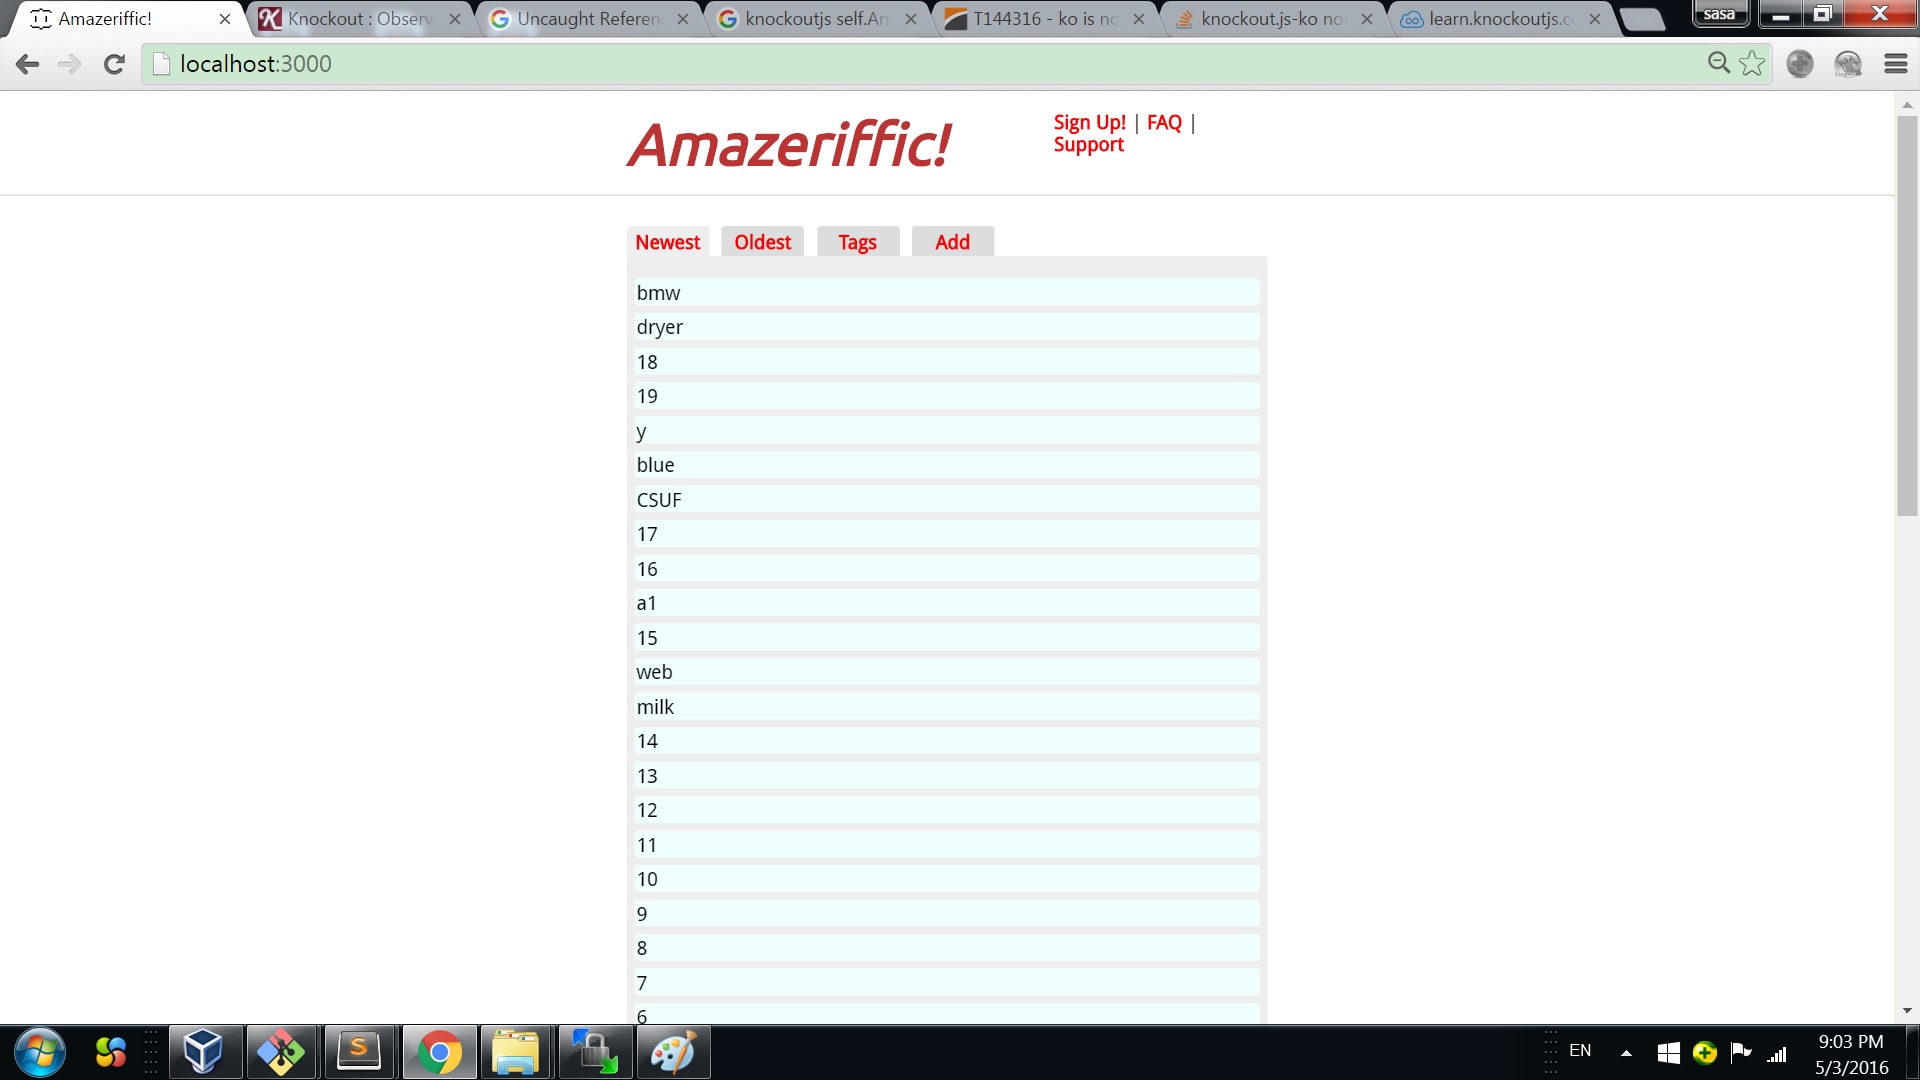 Amazeriffic!
Knockout : Observ
Uncaught Referen
knockoutjs self.Arr
T144316 - ko is no
knockout.js-ko not
learn.knockoutjs.c
sasa
localhost:3000
Amazeriffic!
Sign Up! | FAQ |
Support
Newest
Oldest
Tags
Add
bmw
dryer
18
19
y
blue
CSUF
17
16
a1
15
web
milk
14
13
12
11
10
9
8
7
6
EN
9:03 PM
5/3/2016